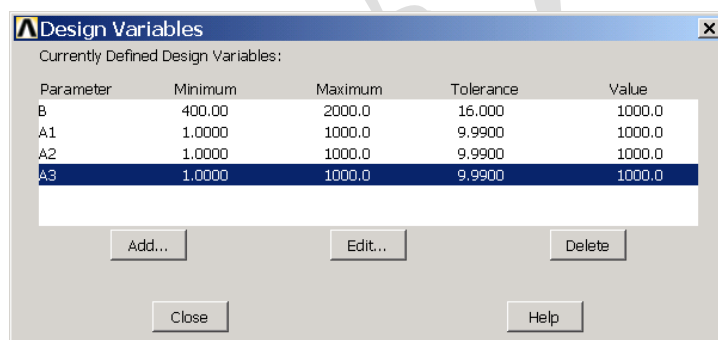 Design Variables
Currently Defined Design Variables:
Parameter Minimum Maximum Tolerance Value
B 400.00 2000.0 16.000 1000.0
A1 1.0000 1000.0 9.9900 1000.0
A2 1.0000 1000.0 9.9900 1000.0
A3 1.0000 1000.0 9.9900 1000.0
Add... Edit... Delete
Close Help